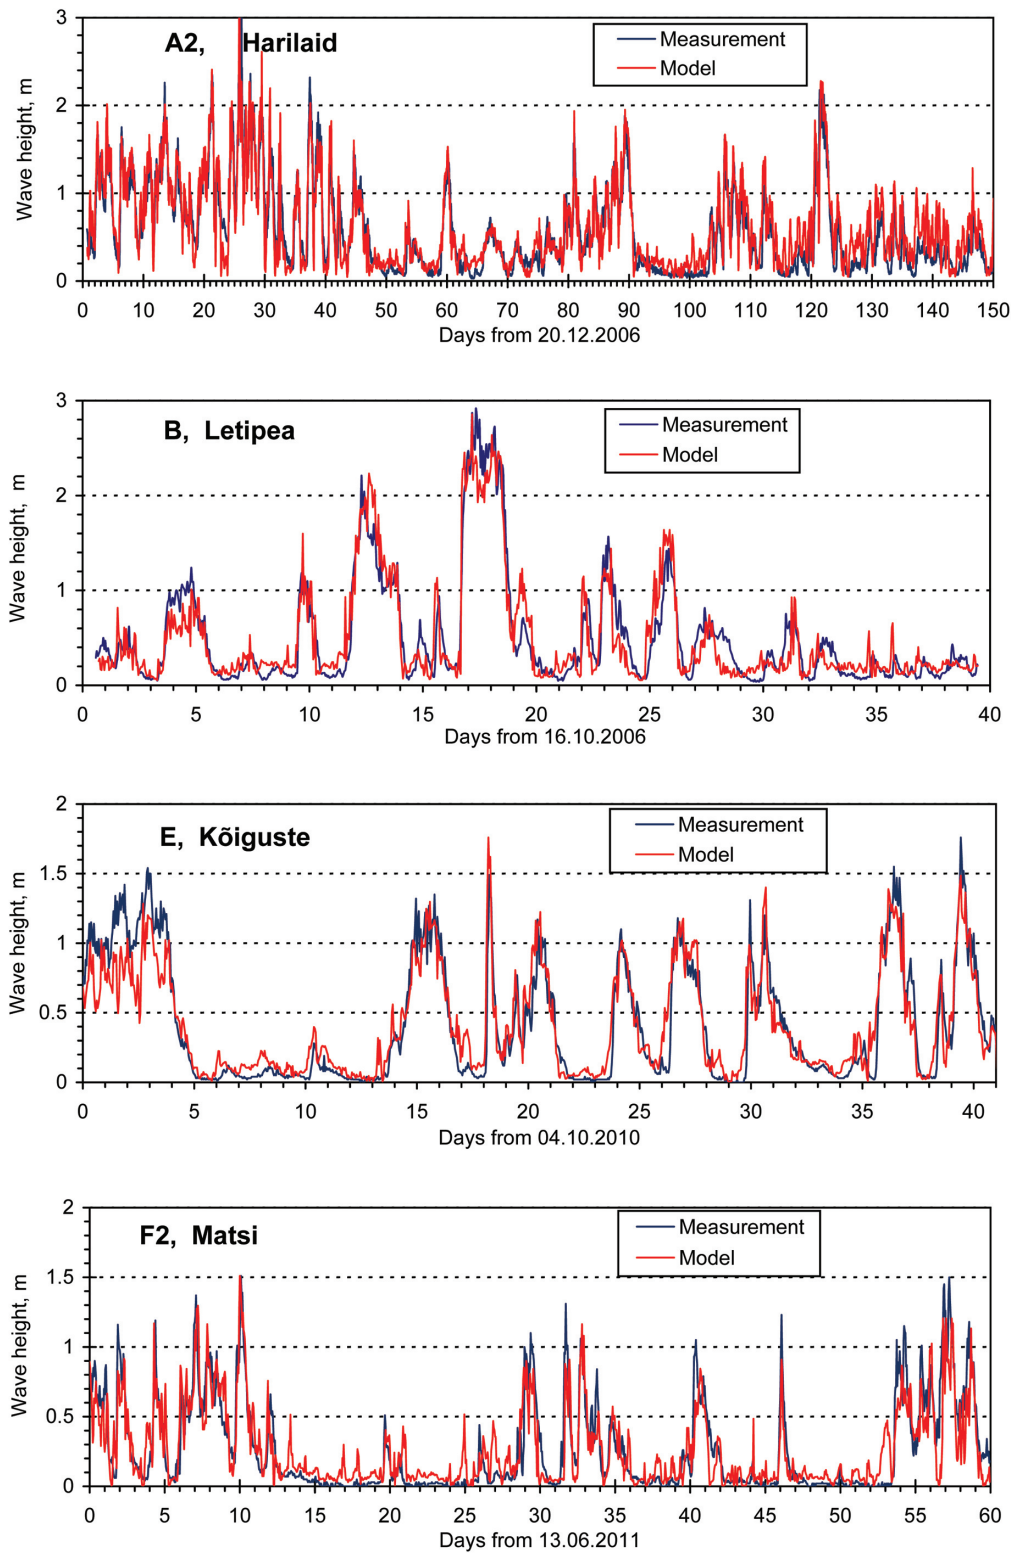 A2, Harilaid
Measurement
Model
Wave height, m
3
2
1
0
0 10 20 30 40 50 60 70 80 90 100 110 120 130 140 150
Days from 20.12.2006
B, Letipea
Measurement
Model
Wave height, m
3
2
1
0
0 5 10 15 20 25 30 35 40
Days from 16.10.2006
E, Kõiguste
Measurement
Model
Wave height, m
2
1.5
1
0.5
0
0 5 10 15 20 25 30 35 40
Days from 04.10.2010
F2, Matsi
Measurement
Model
Wave height, m
2
1.5
1
0.5
0
0 5 10 15 20 25 30 35 40 45 50 55 60
Days from 13.06.2011